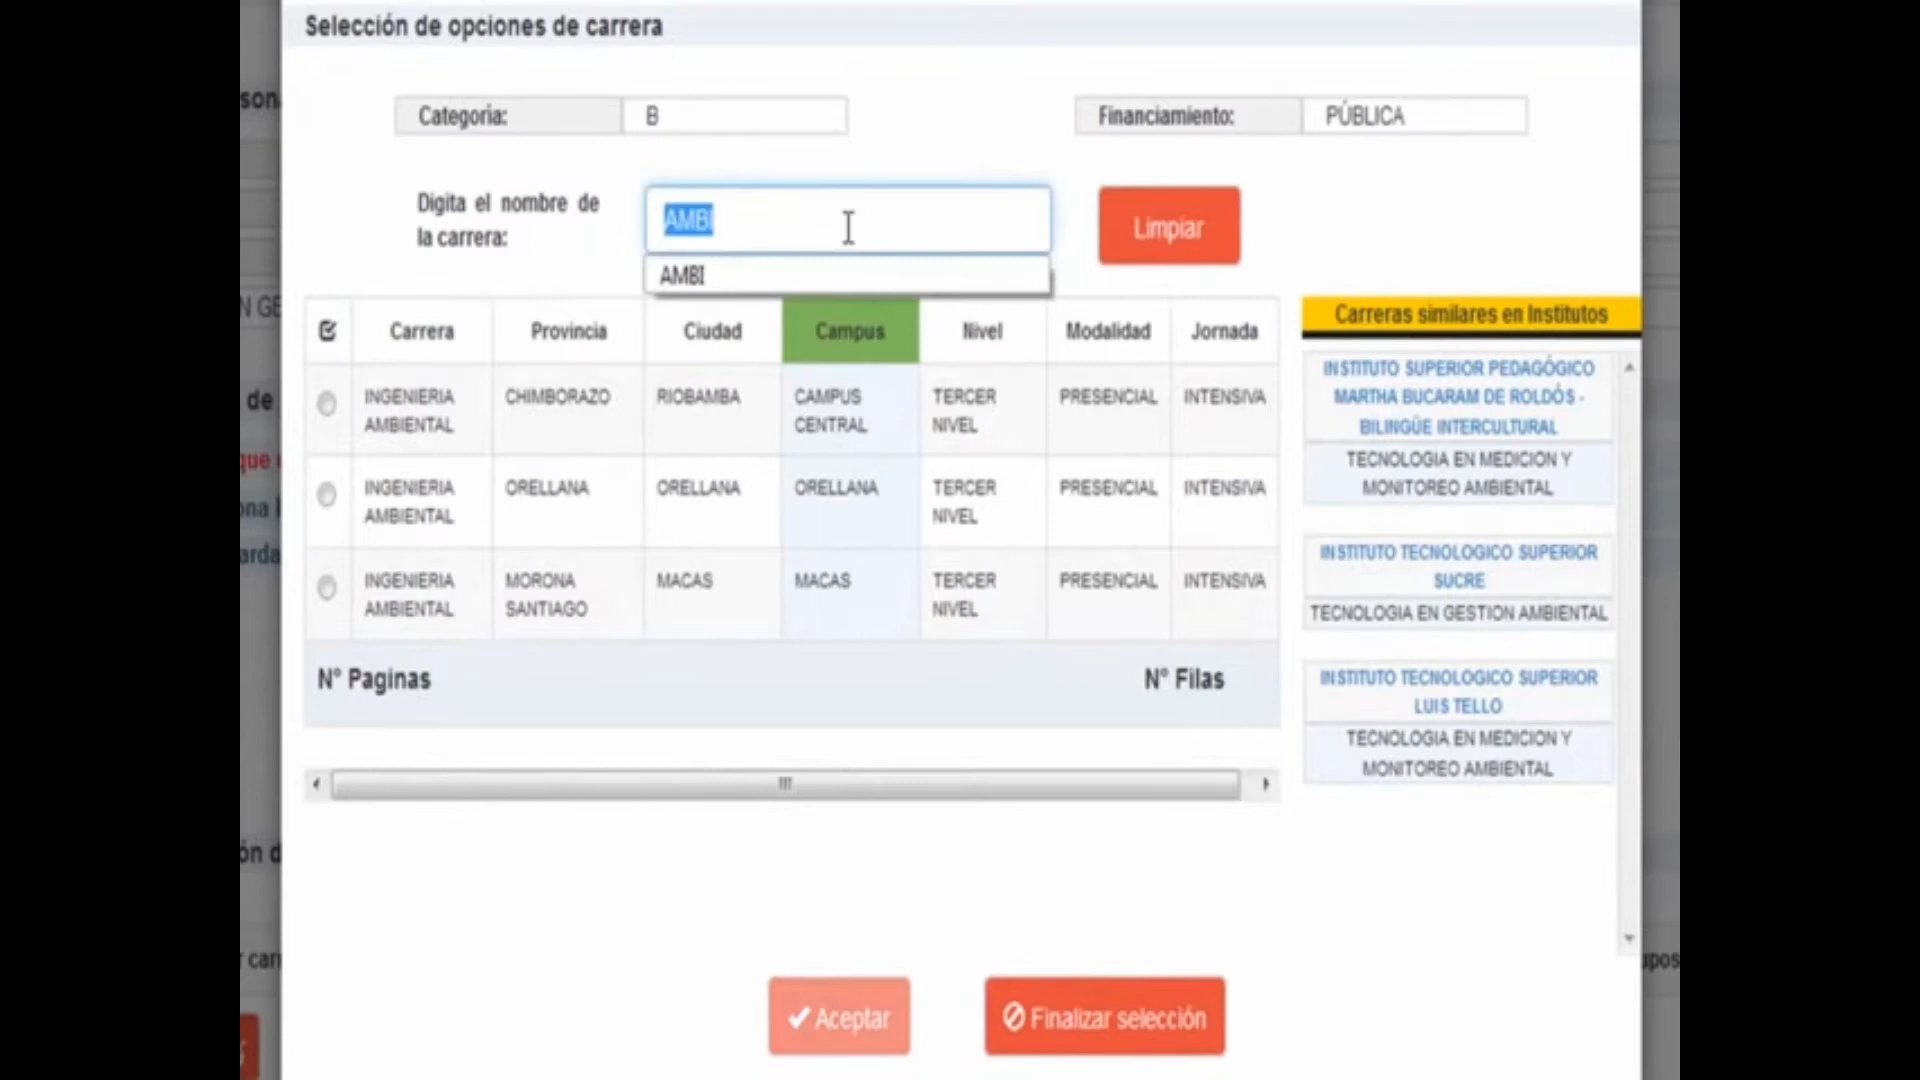 Selección de opciones de carrera
Categoría: B
Financiamiento: PÚBLICA
Digita el nombre de
la carrera:
AMBI
Limpiar
AMBI
Carrera Provincia Ciudad Campus Nivel Modalidad Jornada
INGENIERIA CHIMBORAZO RIOBAMBA CAMPUS TERCER PRESENCIAL INTENSIVA
AMBIENTAL CENTRAL NIVEL
INGENIERIA ORELLANA ORELLANA ORELLANA TERCER PRESENCIAL INTENSIVA
AMBIENTAL NIVEL
INGENIERIA MORONA MACAS MACAS TERCER PRESENCIAL INTENSIVA
AMBIENTAL SANTIAGO NIVEL
N° Paginas N° Filas
Carreras similares en Institutos
INSTITUTO SUPERIOR PEDAGÓGICO
MARTHA BUCARAM DE ROLDÓS -
BILINGÜE INTERCULTURAL
TECNOLOGIA EN MEDICION Y
MONITOREO AMBIENTAL
INSTITUTO TECNOLOGICO SUPERIOR
SUCRE
TECNOLOGIA EN GESTION AMBIENTAL
INSTITUTO TECNOLOGICO SUPERIOR
LUIS TELLO
TECNOLOGIA EN MEDICION Y
MONITOREO AMBIENTAL
Aceptar
Finalizar selección
de
que